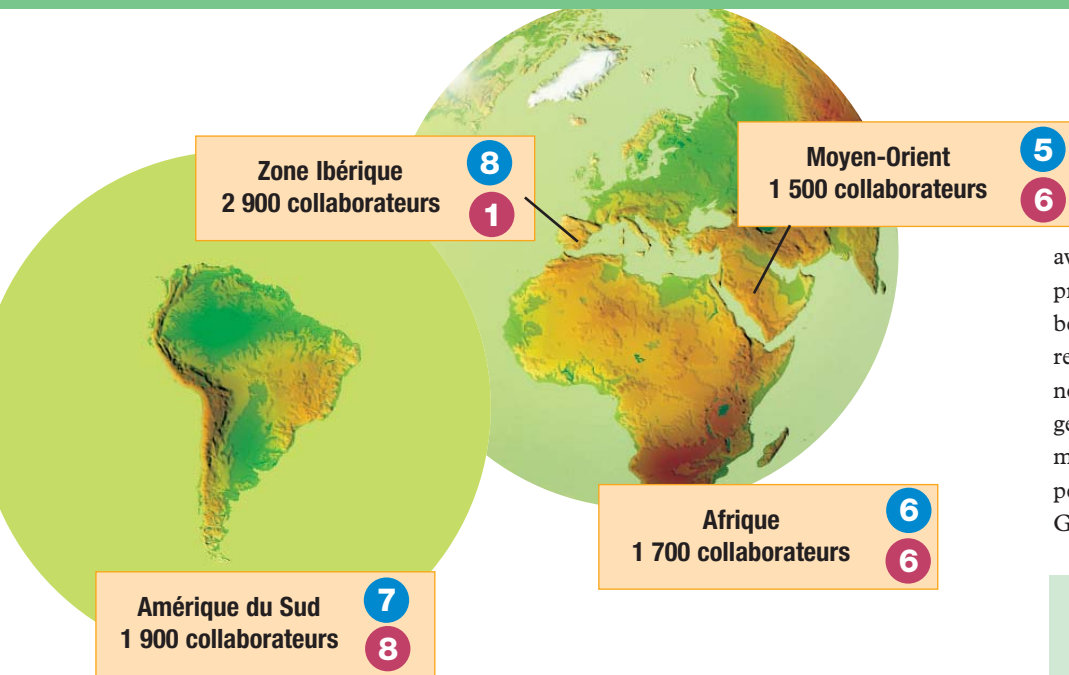 Zone Ibérique
2 900 collaborateurs
8
1
Moyen-Orient
1 500 collaborateurs
5
6
Afrique
1 700 collaborateurs
6
6
Amérique du Sud
1 900 collaborateurs
7
8